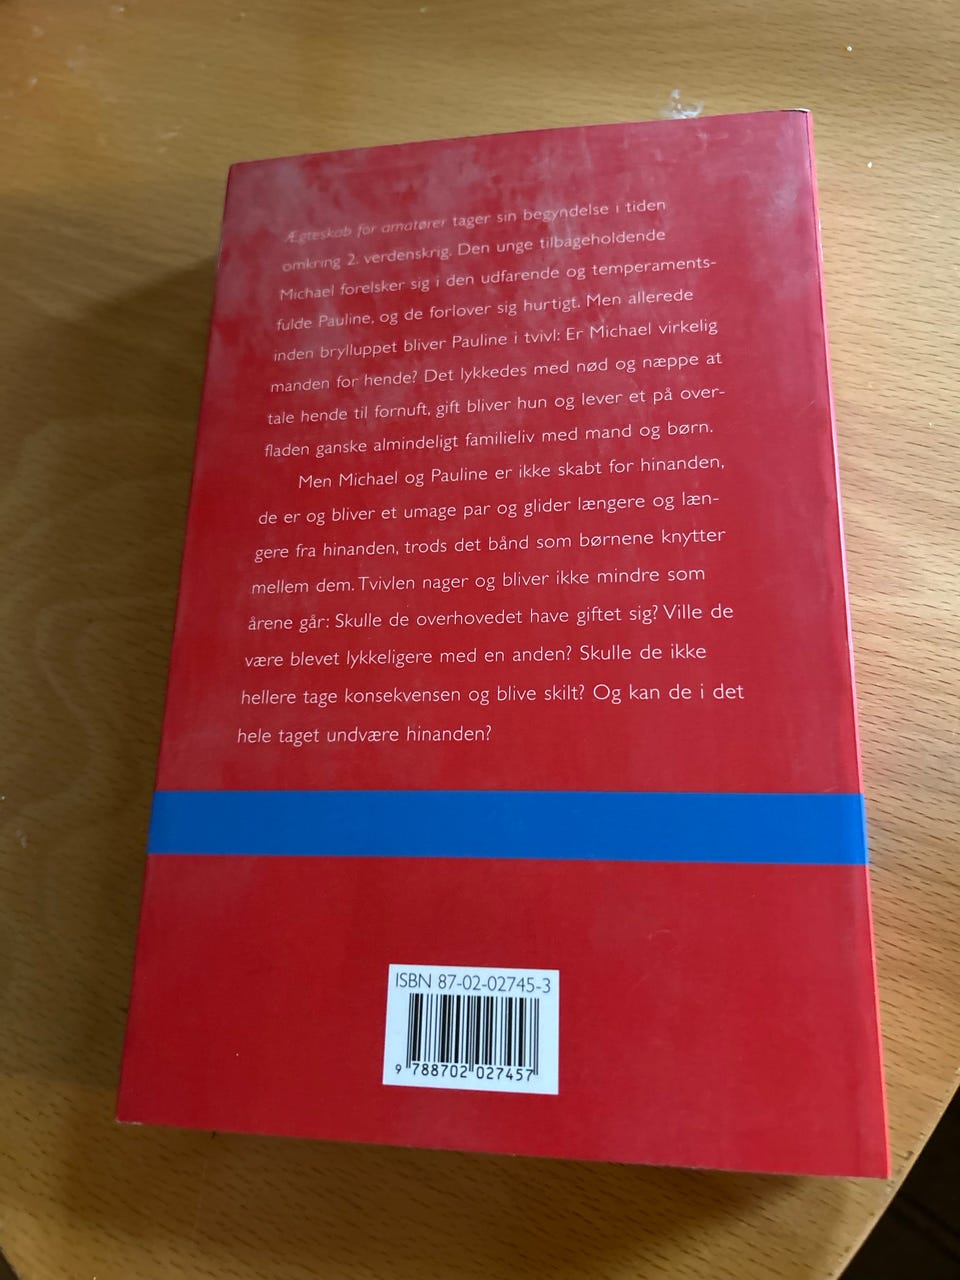 Ægteskab for amatører tager sin begyndelse i tiden
omkring 2. verdenskrig. Den unge tilbageholdende
Michael forelsker sig i den udfarende og temperaments-
fulde Pauline, og de forlover sig hurtigt. Men allerede
inden brylluppet bliver Pauline i tvivl: Er Michael virkelig
manden for hende? Det lykkedes med nød og næppe at
tale hende til fornuft, gift bliver hun og lever et på over-
fladen ganske almindeligt familieliv med mand og børn.
Men Michael og Pauline er ikke skabt for hinanden,
de er og bliver et umage par og glider længere og læn-
gere fra hinanden, trods det bånd som børnene knytter
mellem dem. Tvivlen nager og bliver ikke mindre som
årene går: Skulle de overhovedet have giftet sig? Ville de
være blevet lykkeligere med en anden? Skulle de ikke
hellere tage konsekvensen og blive skilt? Og kan de i det
hele taget undvære hinanden?
ISBN 87-02-02745-3
9 788702 027457